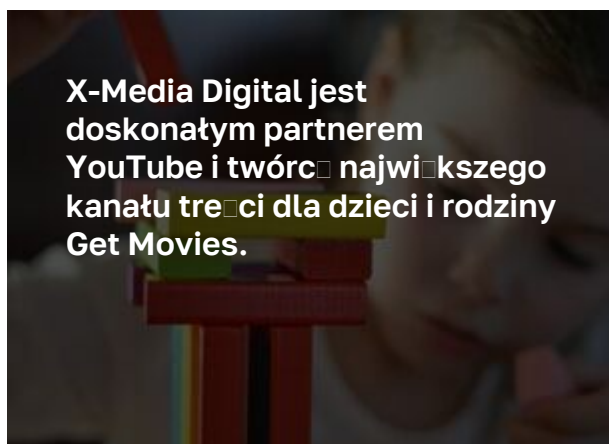 X-Media Digital jest
doskonałym partnerem
YouTube i twórc□ najwi□kszego
kanału tre□ci dla dzieci i rodziny
Get Movies.